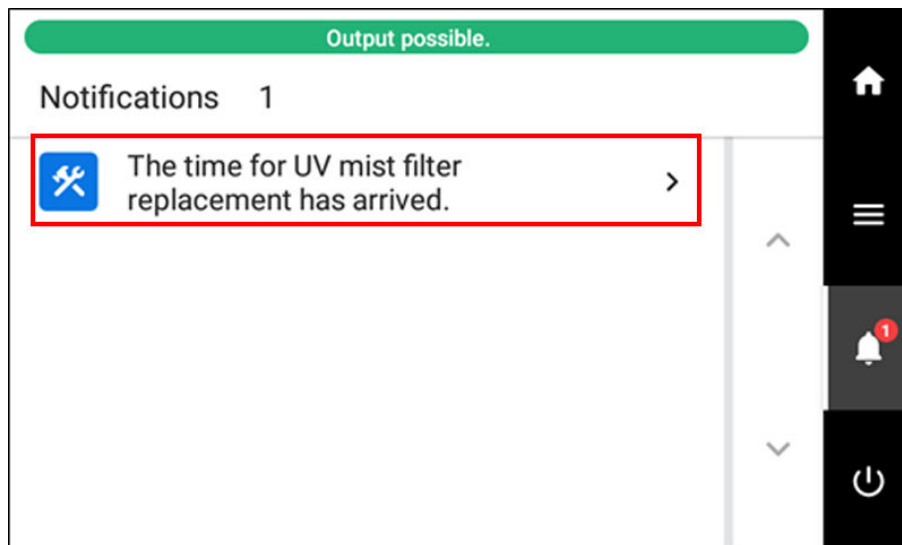 Output possible.
Notifications 1
The time for UV mist filter
replacement has arrived.
1